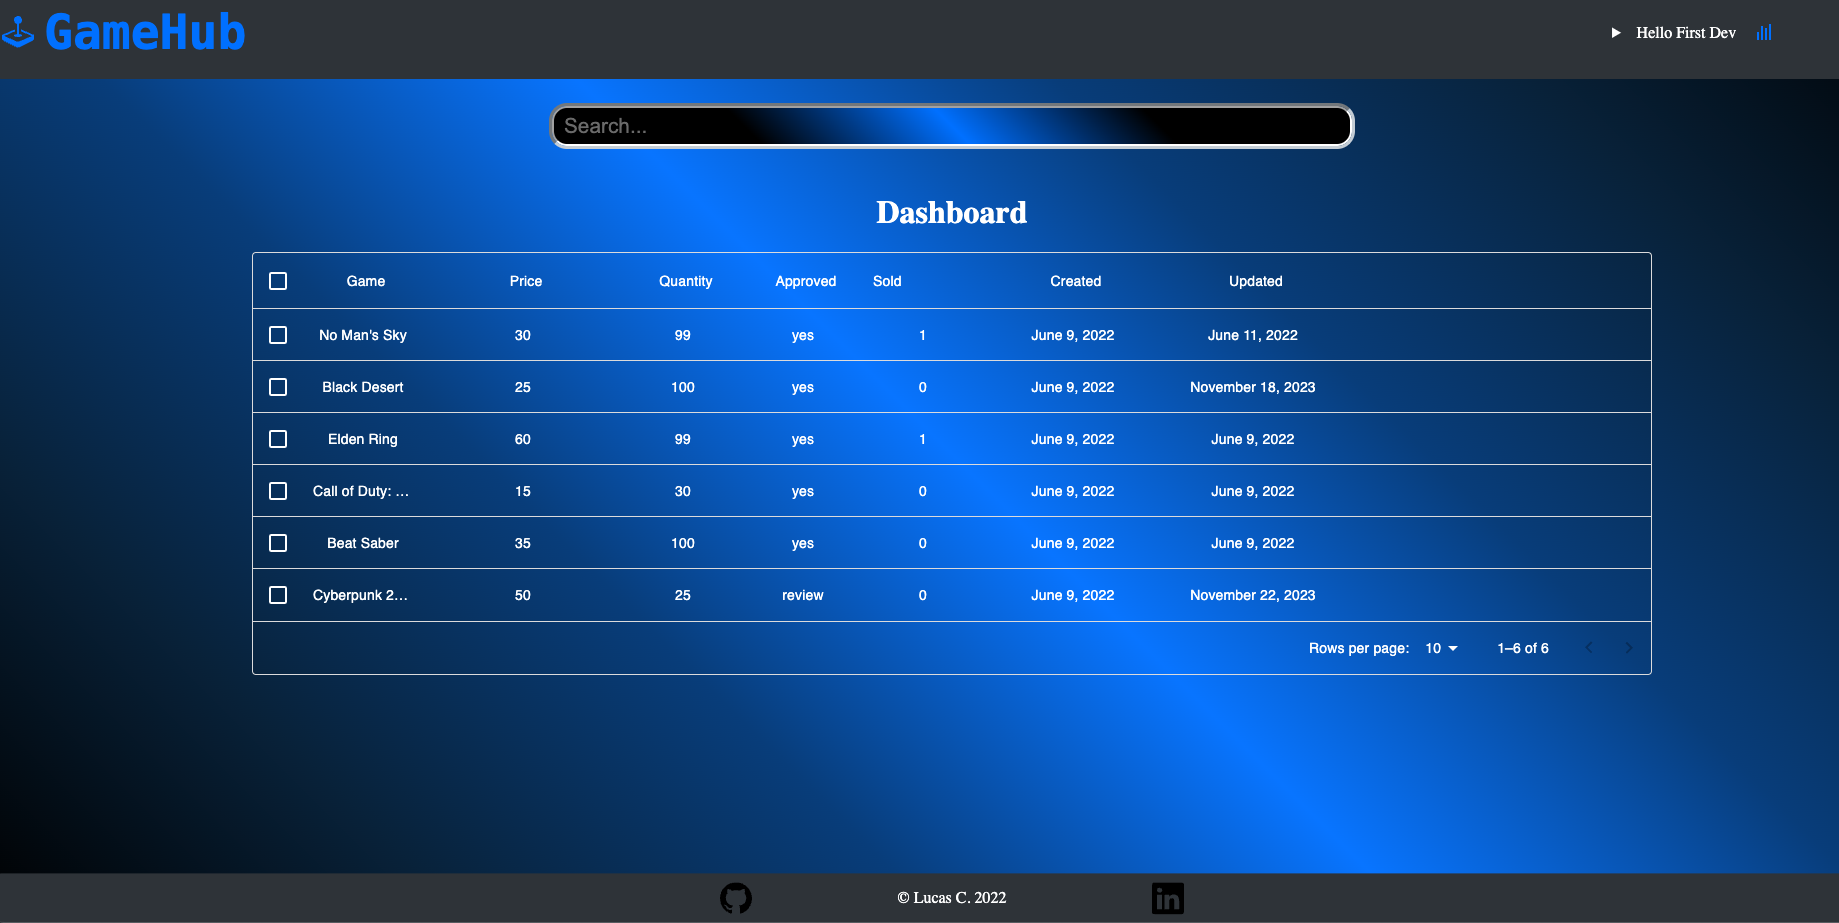 GameHub
Hello First Dev
Search...
Dashboard
Game Price Quantity Approved Sold Created Updated
No Man's Sky 30 99 yes 1 June 9, 2022 June 11, 2022
Black Desert 25 100 yes 0 June 9, 2022 November 18, 2023
Elden Ring 60 99 yes 1 June 9, 2022 June 9, 2022
Call of Duty: ... 15 30 yes 0 June 9, 2022 June 9, 2022
Beat Saber 35 100 yes 0 June 9, 2022 June 9, 2022
Cyberpunk 2... 50 25 review 0 June 9, 2022 November 22, 2023
Rows per page: 10 1–6 of 6
© Lucas C. 2022
in